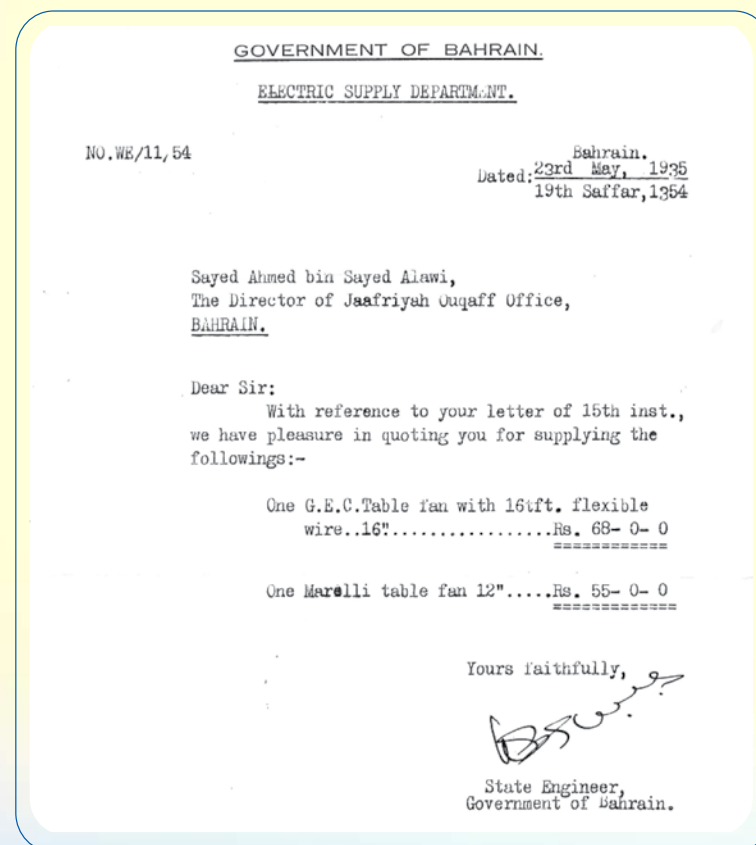 GOVERNMENT OF BAHRAIN.
ELECTRIC SUPPLY DEPARTMENT.
NO.WE/11,54
Bahrain.
Dated: 23rd May, 1935
19th Saffar,1354
Sayed Ahmed bin Sayed Alawi,
The Director of Jaafriyah Ouqaff Office,
BAHRAIN.
Dear Sir:
With reference to your letter of 15th inst.,
we have pleasure in quoting you for supplying the
followings:-
One G.E.C.Table fan with 16tft. flexible
wire..16"..................Rs. 68- 0- 0
============
One Marelli table fan 12".....Rs. 55- 0- 0
=============
Yours faithfully,
State Engineer,
Government of Bahrain.